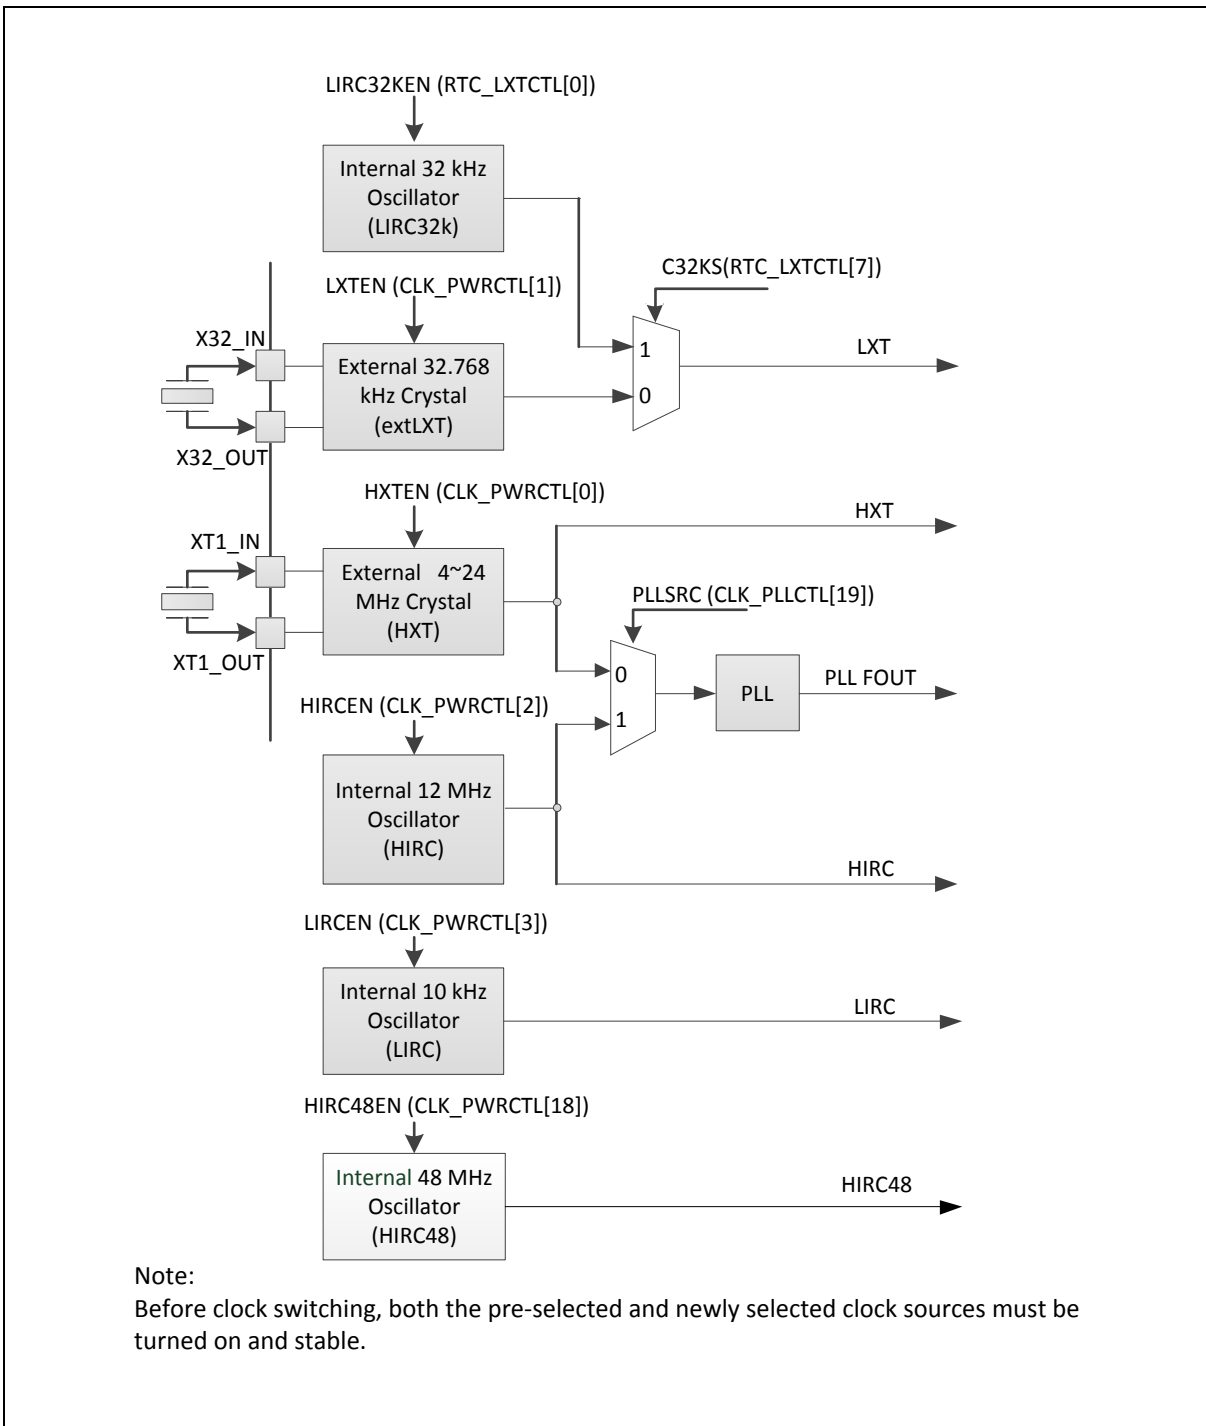 LIRC32KEN (RTC_LXTCTL[0])
Internal 32 kHz
Oscillator
(LIRC32k)
C32KS(RTC_LXTCTL[7])
LXTEN (CLK_PWRCTL[1])
X32_IN
1
LXT
External 32.768
kHz Crystal
(extLXT)
0
X32_OUT
HXTEN (CLK_PWRCTL[0])
HXT
XT1_IN
External 4~24
MHz Crystal
(HXT)
PLLSRC (CLK_PLLCTL[19])
XT1_OUT
0
PLL
PLL FOUT
HIRCEN (CLK_PWRCTL[2])
1
Internal 12 MHz
Oscillator
(HIRC)
HIRC
LIRCEN (CLK_PWRCTL[3])
Internal 10 kHz
Oscillator
(LIRC)
LIRC
HIRC48EN (CLK_PWRCTL[18])
Internal 48 MHz
Oscillator
(HIRC48)
HIRC48
Note:
Before clock switching, both the pre-selected and newly selected clock sources must be
turned on and stable.